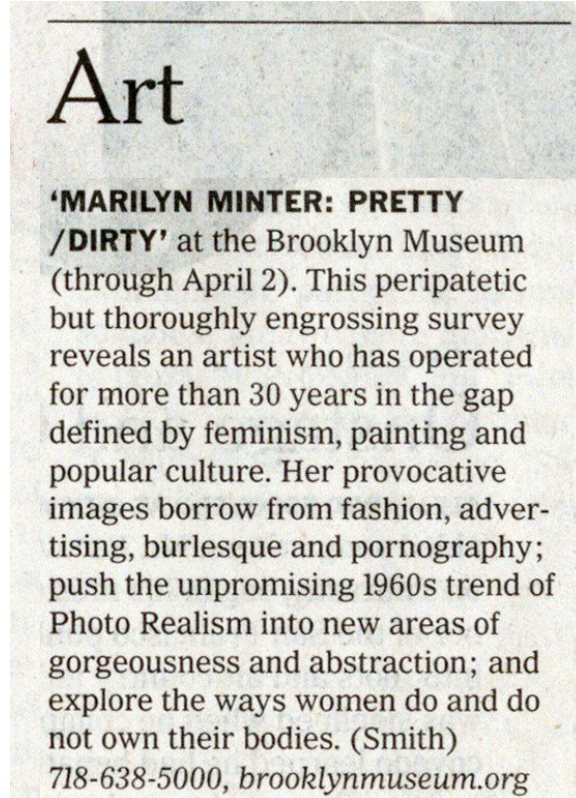 Art
‘MARILYN MINTER: PRETTY
/DIRTY’ at the Brooklyn Museum
(through April 2). This peripatetic
but thoroughly engrossing survey
reveals an artist who has operated
for more than 30 years in the gap
defined by feminism, painting and
popular culture. Her provocative
images borrow from fashion, adver-
tising, burlesque and pornography;
push the unpromising 1960s trend of
Photo Realism into new areas of
gorgeousness and abstraction; and
explore the ways women do and do
not own their bodies. (Smith)
718-638-5000, brooklynmuseum.org